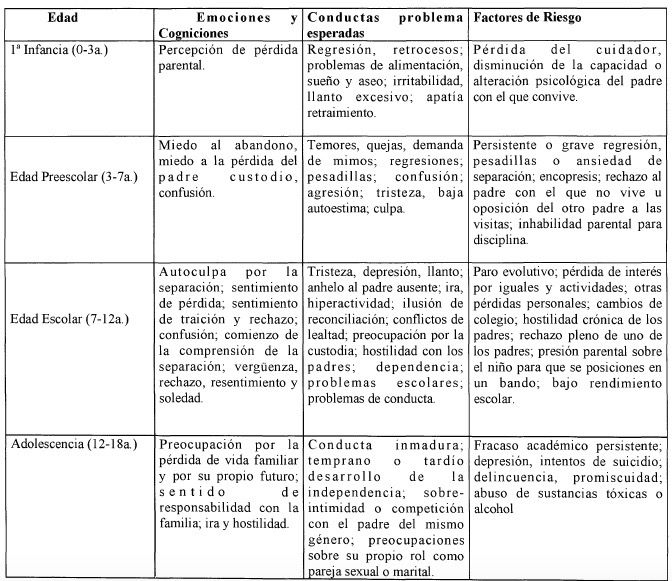 Edad
Emociones y
Cogniciones
Conductas problema
esperadas
Factores de Riesgo
1ª Infancia (0-3a.)
Percepción de pérdida
parental.
Regresión, retrocesos;
problemas de alimentación,
sueño y aseo; irritabilidad,
llanto excesivo; apatía
retraimiento.
Pérdida del cuidador,
disminución de la capacidad o
alteración psicológica del padre
con el que convive.
Edad Preescolar (3-7a.)
Miedo al abandono,
miedo a la pérdida del
padre custodio,
confusión.
Temores, quejas, demanda
de mimos; regresiones;
pesadillas; confusión;
agresión; tristeza, baja
autoestima; culpa.
Persistente o grave regresión,
pesadillas o ansiedad de
separación; encopresis; rechazo al
padre con el que no vive u
oposición del otro padre a las
visitas; inhabilidad parental para
disciplina.
Edad Escolar (7-12a.)
Autoculpa por la
separación; sentimiento
de pérdida; sentimiento
de traición y rechazo;
confusión; comienzo de
la comprensión de la
separación; vergüenza,
rechazo, resentimiento y
soledad.
Tristeza, depresión, llanto;
anhelo al padre ausente; ira,
hiperactividad; ilusión de
reconciliación; conflictos de
lealtad; preocupación por la
custodia; hostilidad con los
padres; dependencia;
problemas escolares;
problemas de conducta.
Paro evolutivo; pérdida de interés
por iguales y actividades; otras
pérdidas personales; cambios de
colegio; hostilidad crónica de los
padres; rechazo pleno de uno de
los padres; presión parental sobre
el niño para que se posiciones en
un bando; bajo rendimiento
escolar.
Adolescencia (12-18a.)
Preocupación por la
pérdida de vida familiar
y por su propio futuro;
sentido de
responsabilidad con la
familia; ira y hostilidad.
Conducta inmadura;
temprano o tardío
desarrollo de la
independencia; sobre-
intimidad o competición
con el padre del mismo
género; preocupaciones
sobre su propio rol como
pareja sexual o marital.
Fracaso académico persistente;
depresión, intentos de suicidio;
delincuencia, promiscuidad;
abuso de sustancias tóxicas o
alcohol